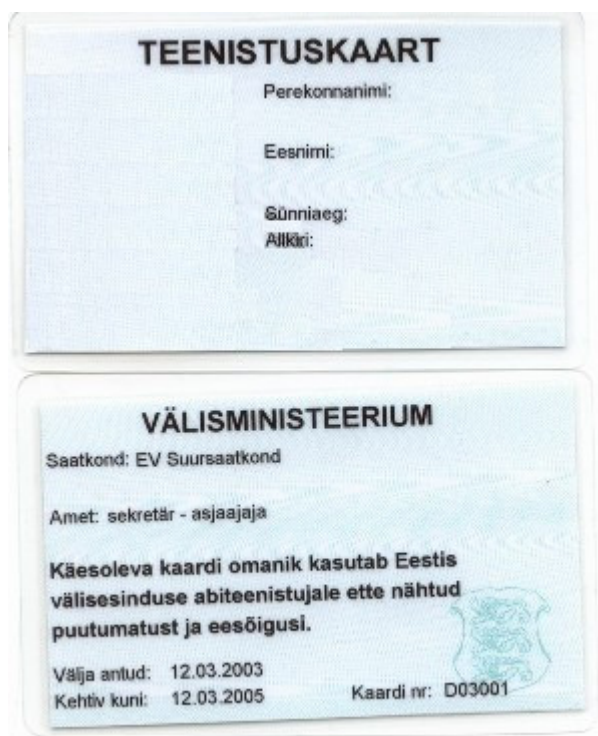 TEENISTUSKAART
Perekonnanimi:
Eesnimi:
Sünniaeg:
Allkiri:
VÄLISMINISTEERIUM
Saatkond: EV Suursaatkond
Amet: sekretär - asjaajaja
Käesoleva kaardi omanik kasutab Eestis
välisesinduse abiteenistujale ette nähtud
puutumatust ja eesõigusi.
Välja antud: 12.03.2003
Kehtiv kuni: 12.03.2005 Kaardi nr: D03001